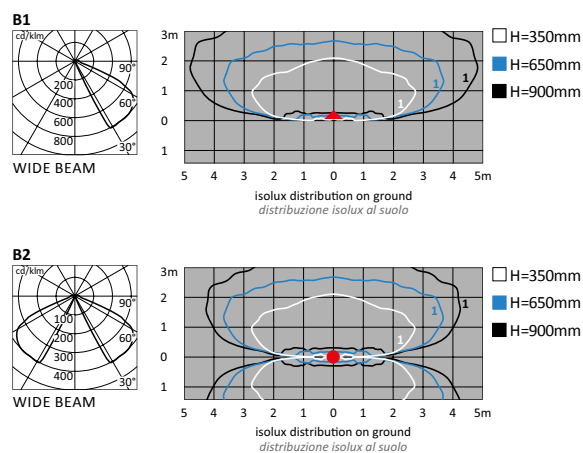 B1
cd/klm
90°
200
400
60°
600
800
30°
WIDE BEAM
3m
2
1
0
1
1
1
1
5 4 3 2 1 0 1 2 3 4 5m
isolux distribution on ground
distribuzione isolux al suolo
H=350mm
H=650mm
H=900mm
B2
cd/klm
90°
100
200
60°
300
400
30°
WIDE BEAM
3m
2
1
0
1
1
1
1
5 4 3 2 1 0 1 2 3 4 5m
isolux distribution on ground
distribuzione isolux al suolo
H=350mm
H=650mm
H=900mm